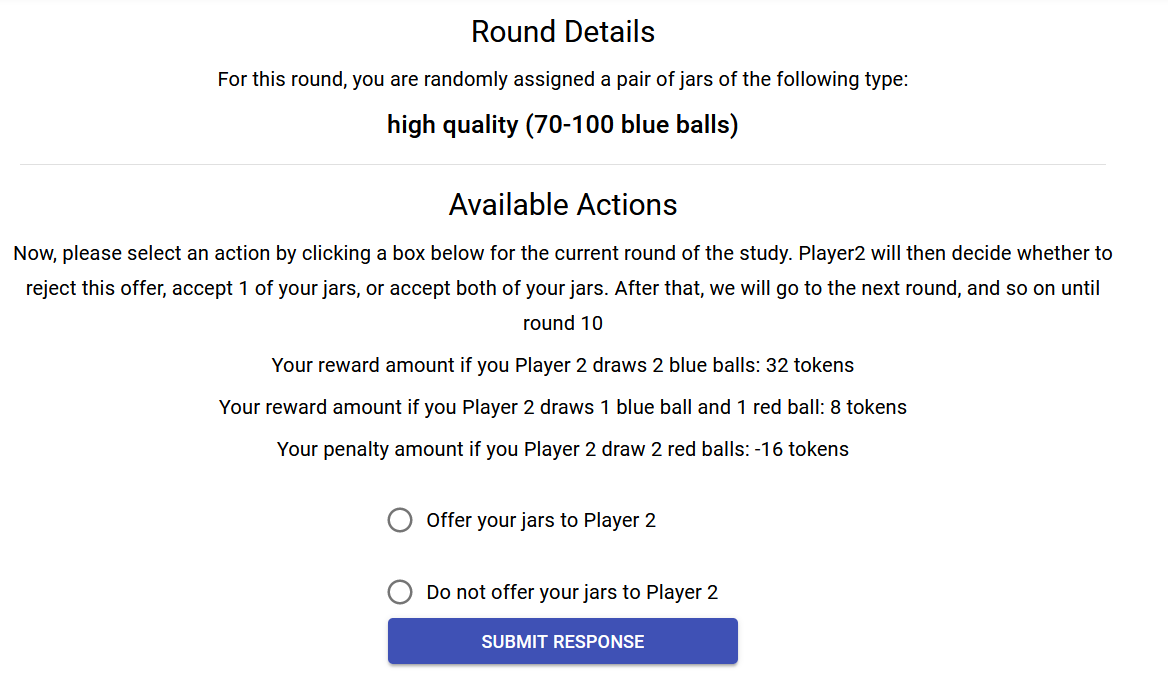 Round Details
For this round, you are randomly assigned a pair of jars of the following type:
high quality (70-100 blue balls)
Available Actions
Now, please select an action by clicking a box below for the current round of the study. Player2 will then decide whether to
reject this offer, accept 1 of your jars, or accept both of your jars. After that, we will go to the next round, and so on until
round 10
Your reward amount if you Player 2 draws 2 blue balls: 32 tokens
Your reward amount if you Player 2 draws 1 blue ball and 1 red ball: 8 tokens
Your penalty amount if you Player 2 draw 2 red balls: -16 tokens
Offer your jars to Player 2
Do not offer your jars to Player 2
SUBMIT RESPONSE